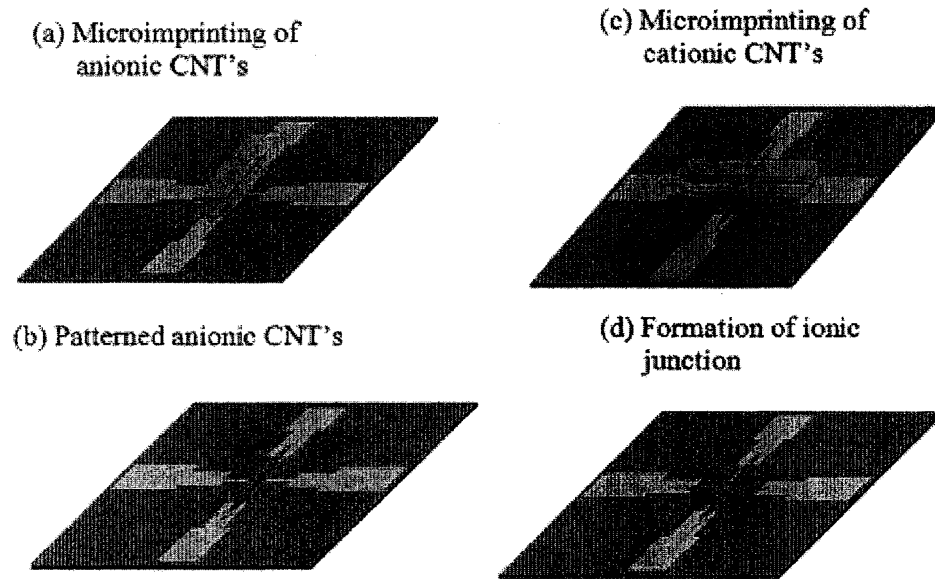 (a) Microimprinting of
anionic CNT's
(c) Microimprinting of
cationic CNT's
(b) Patterned anionic CNT's
(d) Formation of ionic
junction